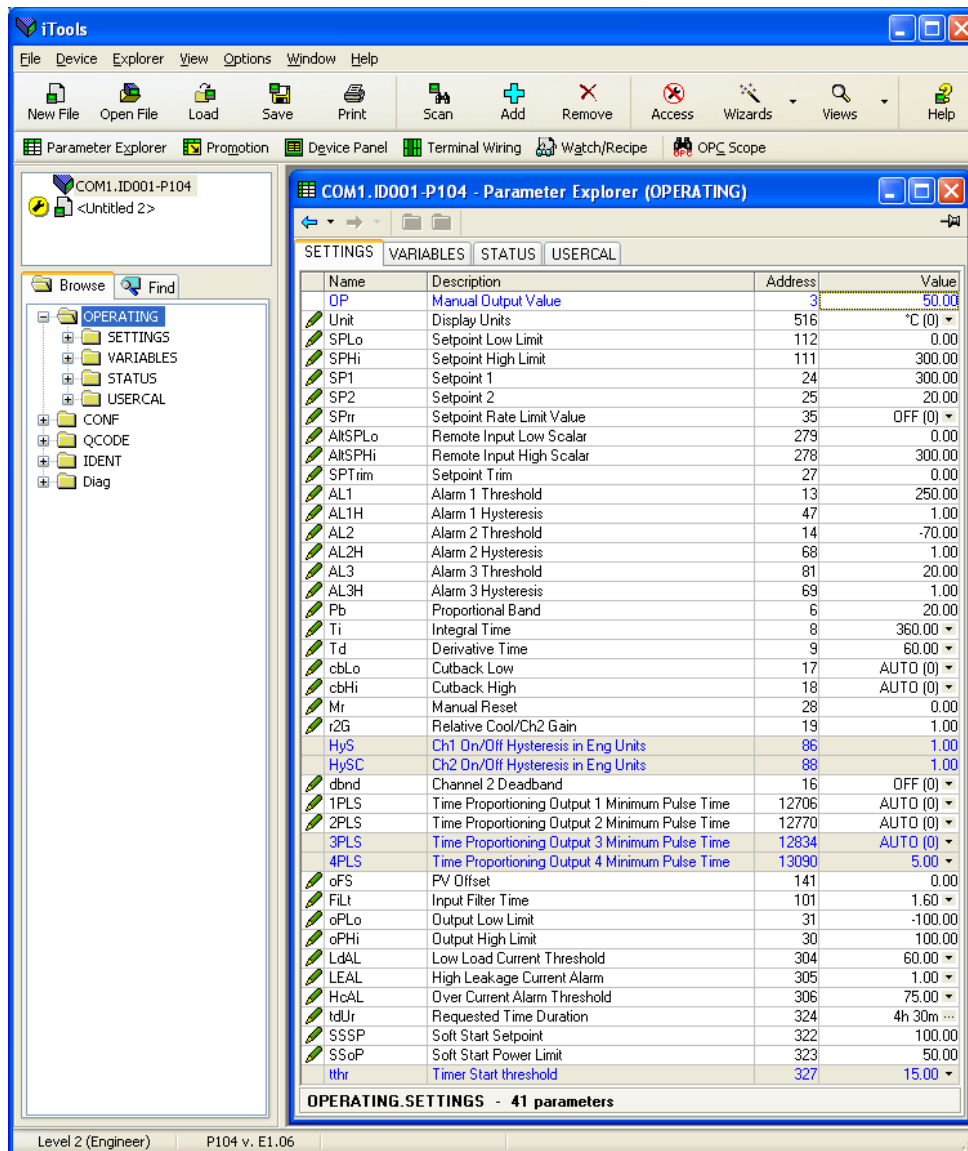 iTools
File Device Explorer View Options Window Help
New File Open File Load Save Print Scan Add Remove Access Wizards Views Help
Parameter Explorer Promotion Device Panel Terminal Wiring Watch/Recipe OPC Scope
COM1.ID001-P104
<Untitled 2>
Browse Find
OPERATING
SETTINGS
VARIABLES
STATUS
USERCAL
CONF
QCODE
IDENT
Diag
COM1.ID001-P104 - Parameter Explorer (OPERATING)
SETTINGS VARIABLES STATUS USERCAL
Name Description Address Value
OP Manual Output Value 3 50.00
Unit Display Units 516 °C (0)
SPLo Setpoint Low Limit 112 0.00
SPHi Setpoint High Limit 111 300.00
SP1 Setpoint 1 24 300.00
SP2 Setpoint 2 25 20.00
SPrr Setpoint Rate Limit Value 35 OFF (0)
AltSPLo Remote Input Low Scalar 279 0.00
AltSPHi Remote Input High Scalar 278 300.00
SPTrim Setpoint Trim 27 0.00
AL1 Alarm 1 Threshold 13 250.00
AL1H Alarm 1 Hysteresis 47 1.00
AL2 Alarm 2 Threshold 14 -70.00
AL2H Alarm 2 Hysteresis 68 1.00
AL3 Alarm 3 Threshold 81 20.00
AL3H Alarm 3 Hysteresis 69 1.00
Pb Proportional Band 6 20.00
Ti Integral Time 8 360.00
Td Derivative Time 9 60.00
cbLo Cutback Low 17 AUTO (0)
cbHi Cutback High 18 AUTO (0)
Mr Manual Reset 28 0.00
r2G Relative Cool/Ch2 Gain 19 1.00
HyS Ch1 On/Off Hysteresis in Eng Units 86 1.00
HySC Ch2 On/Off Hysteresis in Eng Units 88 1.00
dbnd Channel 2 Deadband 16 OFF (0)
1PLS Time Proportioning Output 1 Minimum Pulse Time 12706 AUTO (0)
2PLS Time Proportioning Output 2 Minimum Pulse Time 12770 AUTO (0)
3PLS Time Proportioning Output 3 Minimum Pulse Time 12834 AUTO (0)
4PLS Time Proportioning Output 4 Minimum Pulse Time 13090 5.00
oFS PV Offset 141 0.00
FiLt Input Filter Time 101 1.60
oPLo Output Low Limit 31 -100.00
oPHi Output High Limit 30 100.00
LdAL Low Load Current Threshold 304 60.00
LEAL High Leakage Current Alarm 305 1.00
HcAL Over Current Alarm Threshold 306 75.00
tdUr Requested Time Duration 324 4h 30m ...
SSSP Soft Start Setpoint 322 100.00
SSoP Soft Start Power Limit 323 50.00
tthr Timer Start threshold 327 15.00
OPERATING.SETTINGS - 41 parameters
Level 2 (Engineer) P104 v. E1.06